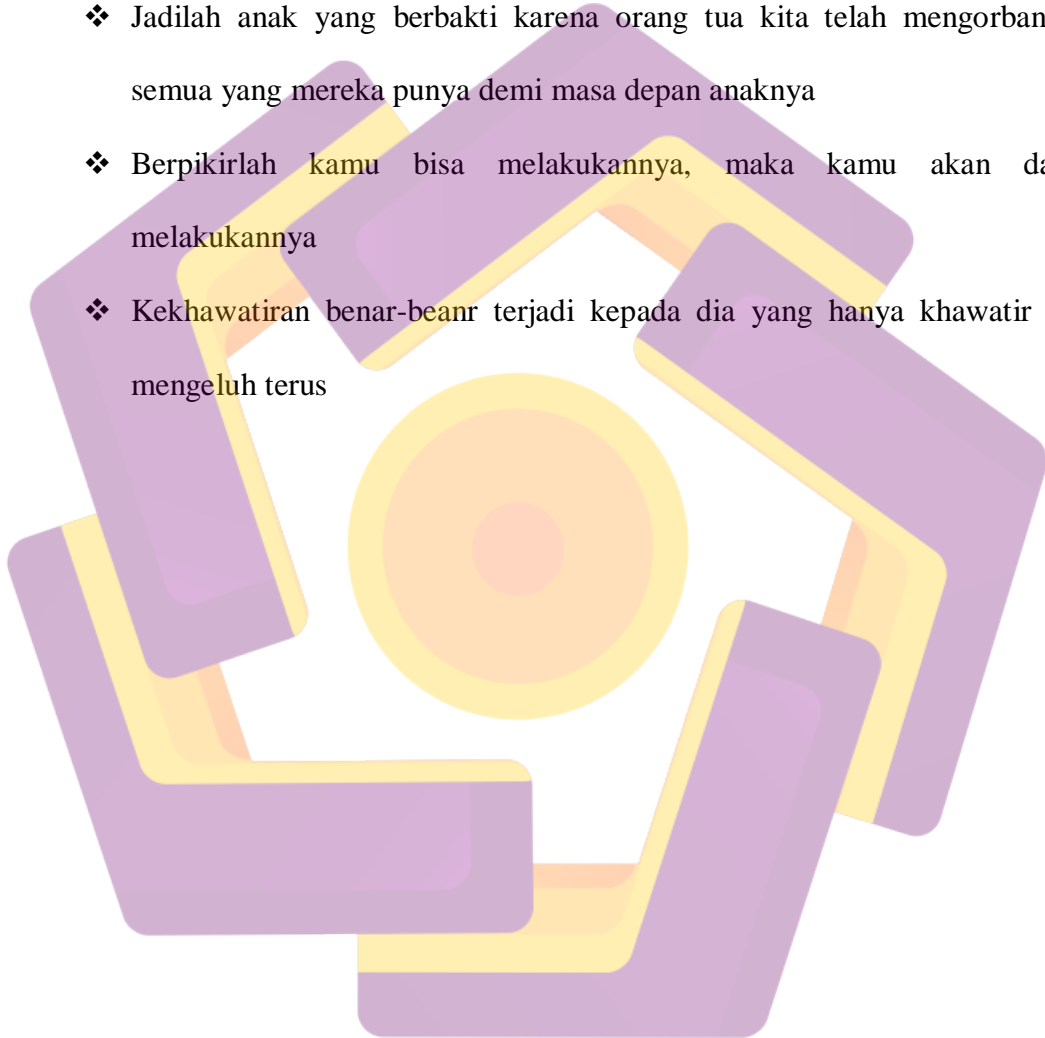 ❖ Jadilah anak yang berbakti karena orang tua kita telah mengorban
semua yang mereka punya demi masa depan anaknya
❖ Berpikirlah kamu bisa melakukannya, maka kamu akan da
melakukannya
❖ Kekhawatiran benar-beanr terjadi kepada dia yang hanya khawatir
mengeluh terus